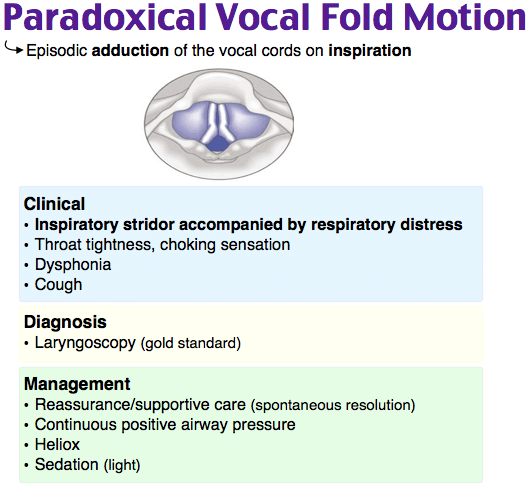 Paradoxical Vocal Fold Motion
Episodic adduction of the vocal cords on inspiration
Clinical
• Inspiratory stridor accompanied by respiratory distress
• Throat tightness, choking sensation
• Dysphonia
• Cough
Diagnosis
• Laryngoscopy (gold standard)
Management
• Reassurance/supportive care (spontaneous resolution)
• Continuous positive airway pressure
• Heliox
• Sedation (light)